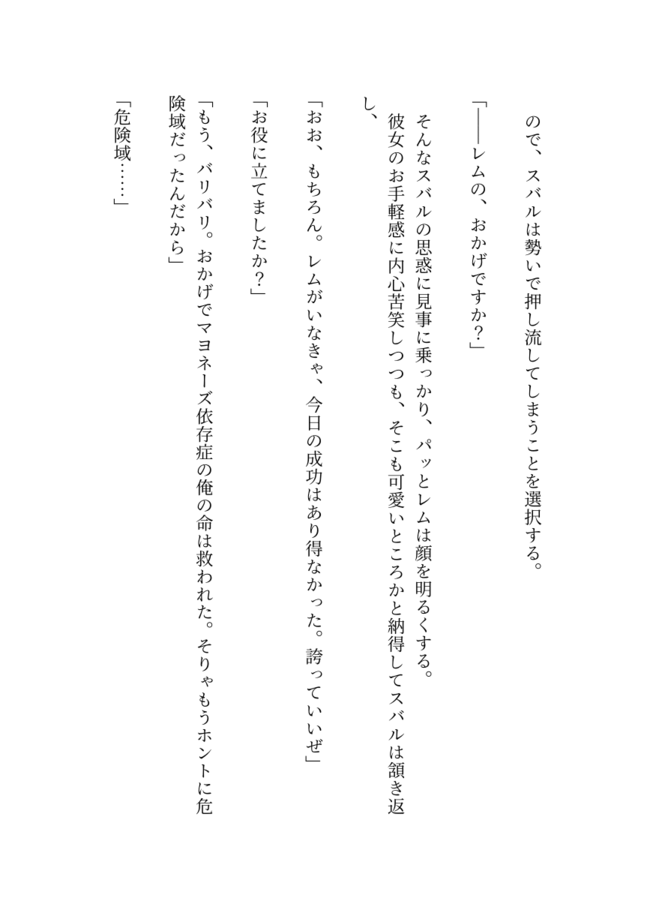 ので、スバルは勢いで押し流してしまうことを選択する。
「――レムの、おかげですか？」
そんなスバルの思惑に見事に乗っかり、パッとレムは顔を明るくする。
彼女のお手軽感に内心苦笑しつつも、そこも可愛いところかと納得してスバルは頷き返
し、
「おお、もちろん。レムがいなきゃ、今日の成功はあり得なかった。誇っていいぜ」
「お役に立てましたか？」
「もう、バリバリ。おかげでマヨネーズ依存症の俺の命は救われた。そりゃもうホントに危
険域だったんだから」
「危険域……」